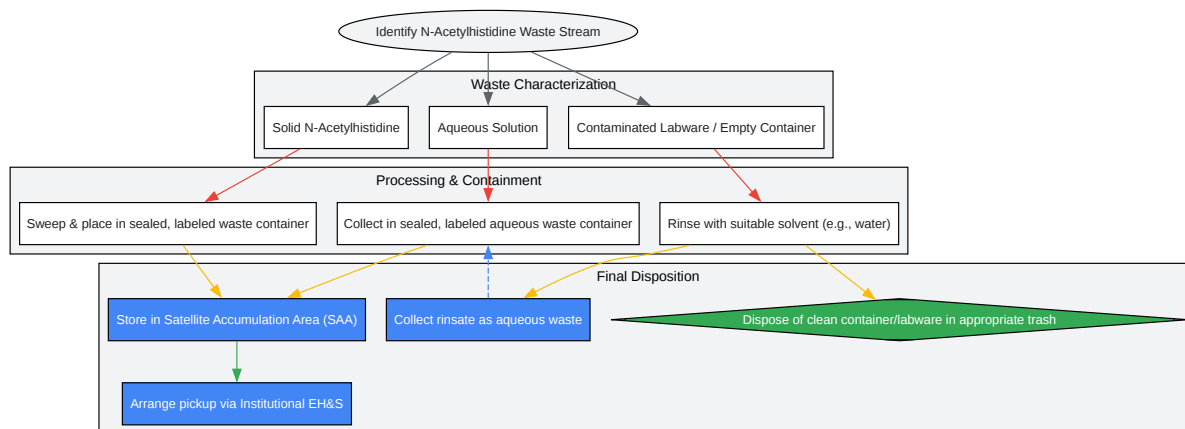 Identify N-Acetylhistidine Waste Stream
Waste Characterization
Solid N-Acetylhistidine
Aqueous Solution
Contaminated Labware / Empty Container
Processing & Containment
Sweep & place in sealed, labeled waste container
Collect in sealed, labeled aqueous waste container
Rinse with suitable solvent (e.g., water)
Final Disposition
Store in Satellite Accumulation Area (SAA)
Collect rinsate as aqueous waste
Dispose of clean container/labware in appropriate trash
Arrange pickup via Institutional EH&S